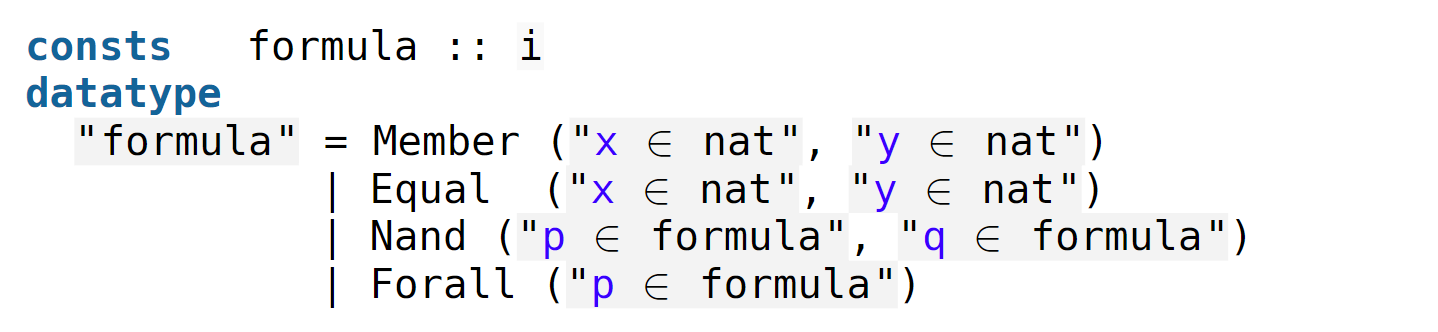 consts   formula :: i
datatype
  "formula" = Member ("x ∈ nat", "y ∈ nat")
            | Equal  ("x ∈ nat", "y ∈ nat")
            | Nand ("p ∈ formula", "q ∈ formula")
            | Forall ("p ∈ formula")